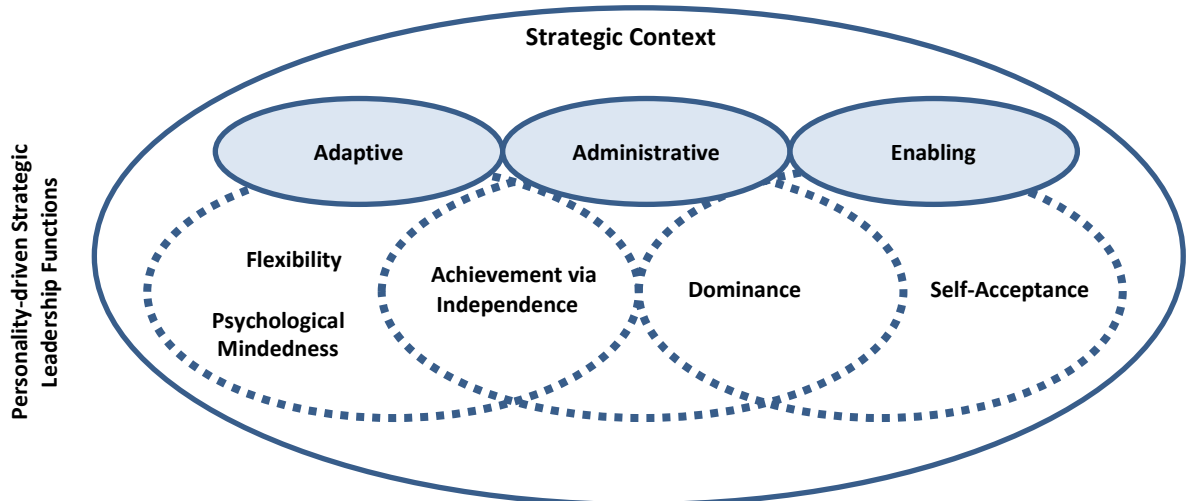 Strategic Context
Adaptive
Administrative
Enabling
Personality-driven Strategic
Leadership Functions
Flexibility
Psychological
Mindedness
Achievement via
Independence
Dominance
Self-Acceptance